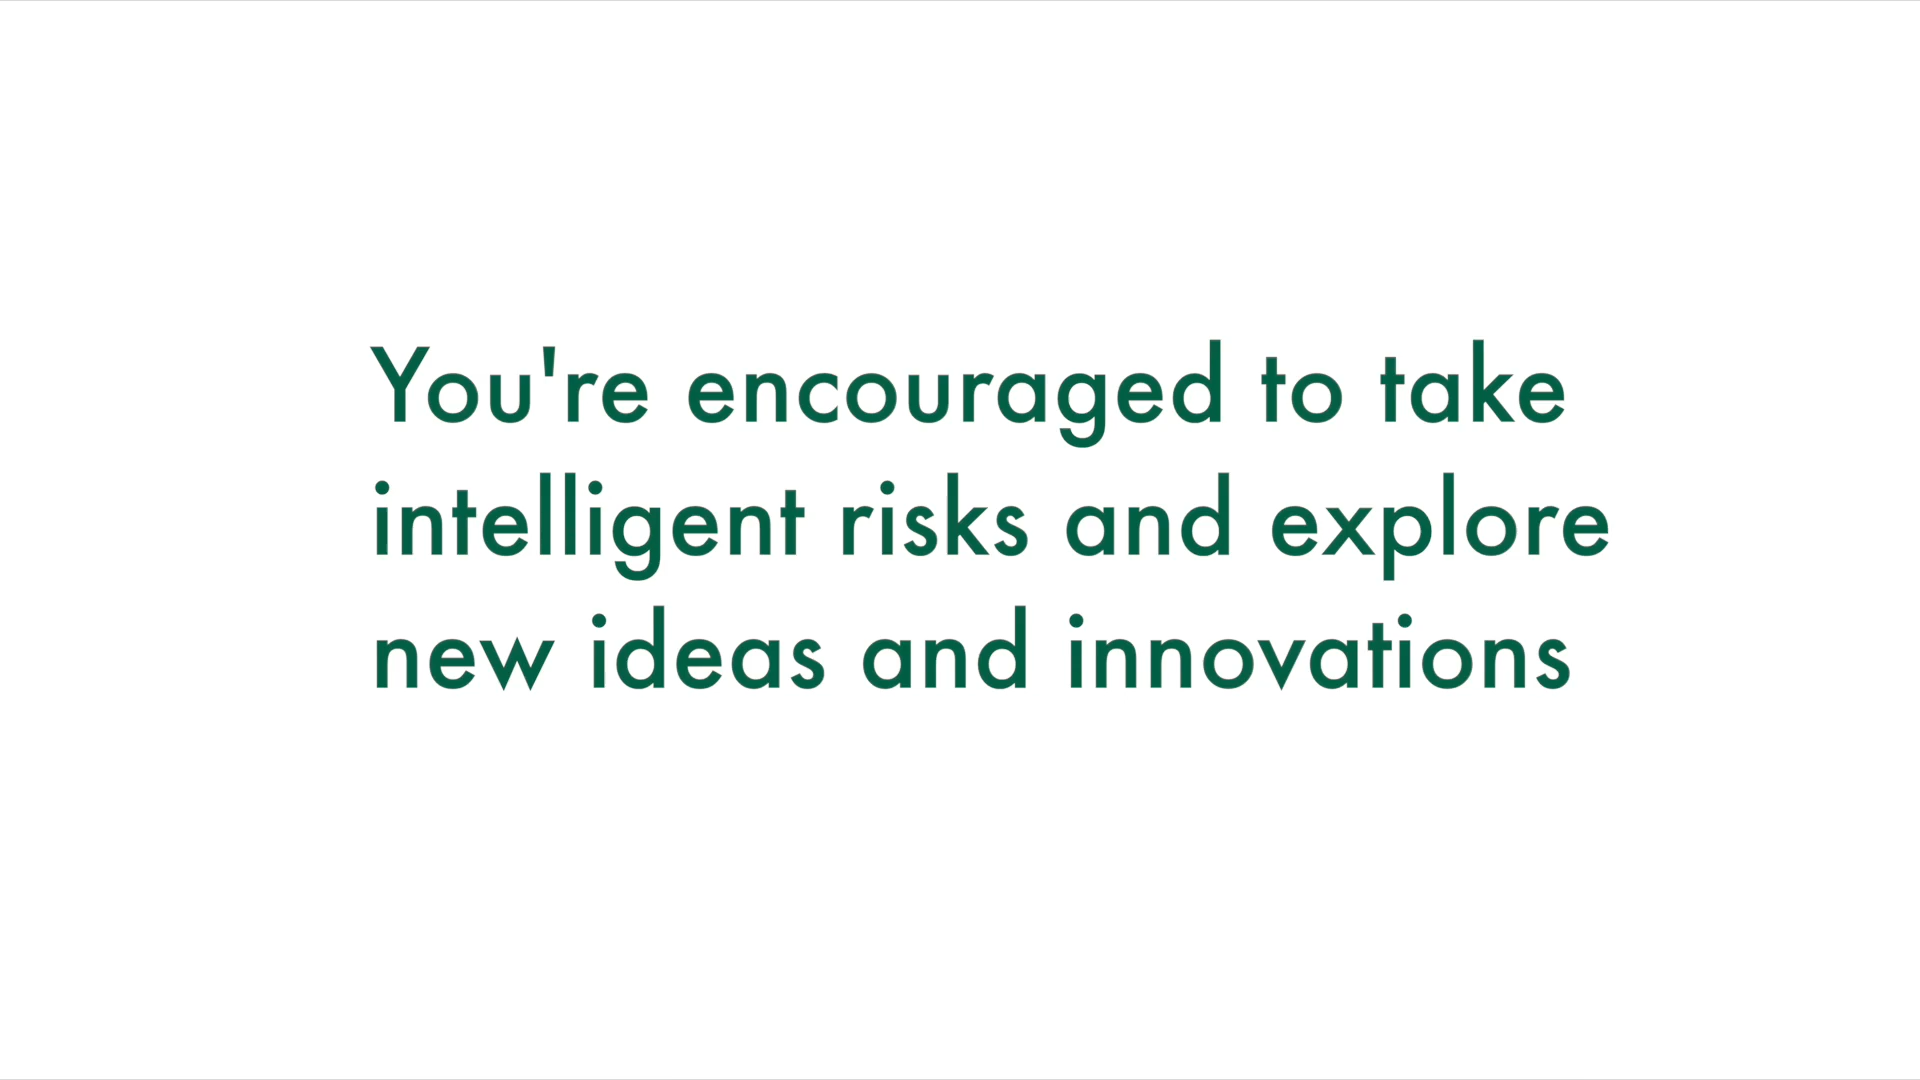 You're encouraged to take
intelligent risks and explore
new ideas and innovations